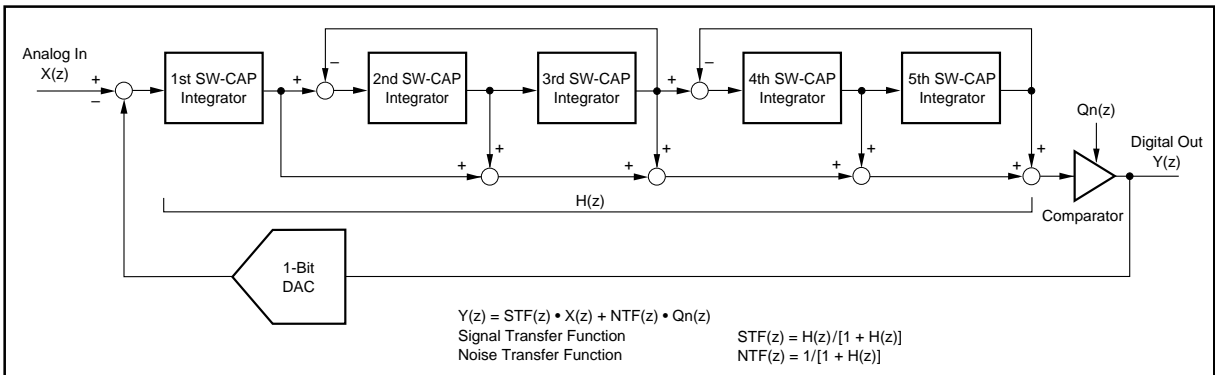 Analog In
X(z)
+
−
1st SW-CAP
Integrator
+
−
2nd SW-CAP
Integrator
3rd SW-CAP
Integrator
+
−
4th SW-CAP
Integrator
5th SW-CAP
Integrator
Qn(z)
Digital Out
Y(z)
+
+
+
+
+
+
+
+
Comparator
H(z)
1-Bit
DAC
Y(z) = STF(z) • X(z) + NTF(z) • Qn(z)
Signal Transfer Function STF(z) = H(z)/[1 + H(z)]
Noise Transfer Function NTF(z) = 1/[1 + H(z)]